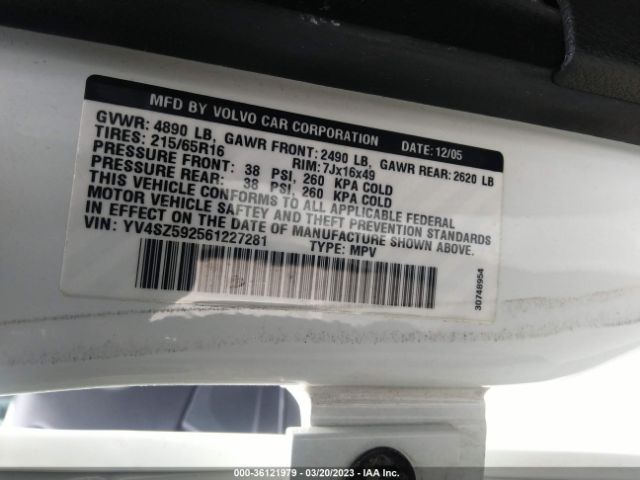 MFD BY VOLVO CAR CORPORATION DATE: 12/05
GVWR: 4890 LB, GAWR FRONT: 2490 LB, GAWR REAR: 2620 LB
TIRES: 215/65R16 RIM: 7Jx16x49
PRESSURE FRONT: 38 PSI, 260 KPA COLD
PRESSURE REAR: 38 PSI, 260 KPA COLD
THIS VEHICLE CONFORMS TO ALL APPLICABLE FEDERAL
MOTOR VEHICLE SAFTEY AND THEFT PREVENTION STANDARDS
IN EFFECT ON THE DATE OF MANUFACTURE SHOWN ABOVE.
VIN: YV4SZ592561227281 TYPE: MPV
30748954
000-36121979 — 03/20/2023 — IAA Inc.